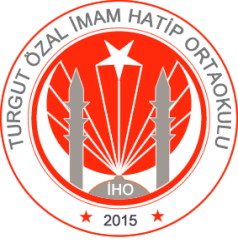 TURGUT ÖZAL İMAM HATİP ORTAOKULU
İHO
2015